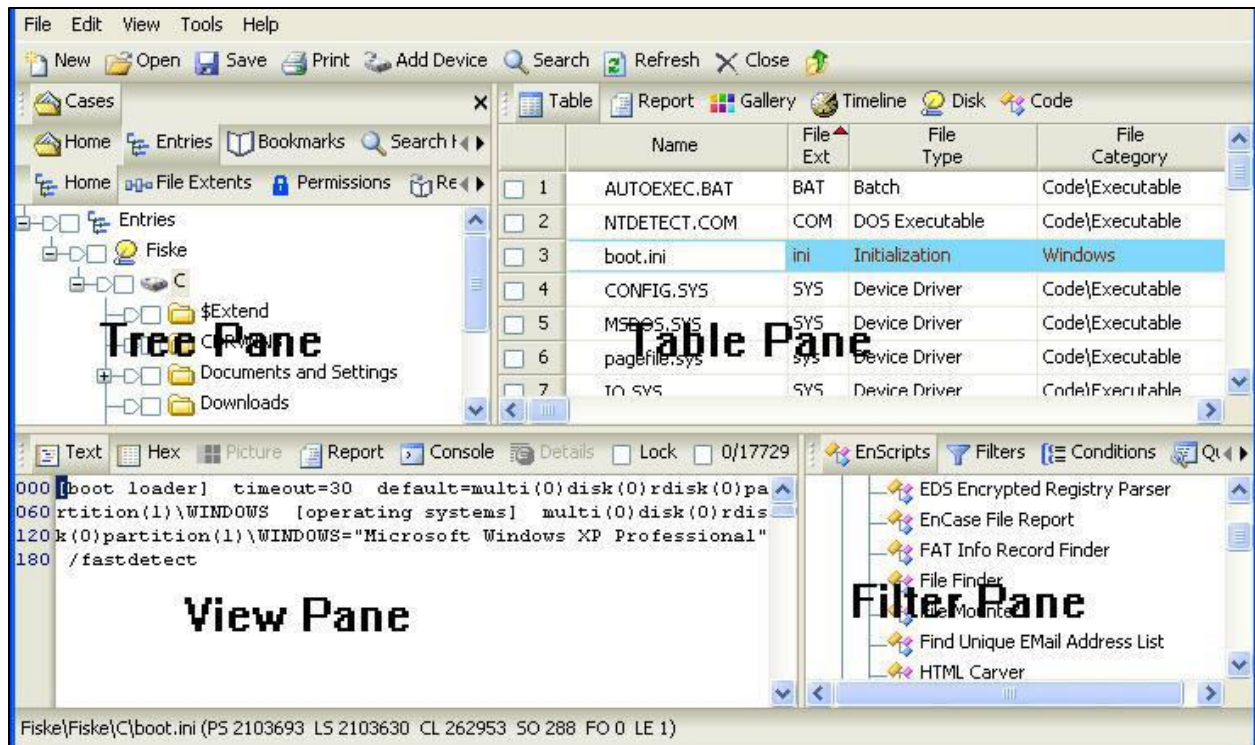 File Edit View Tools Help
New Open Save Print Add Device Search Refresh Close
Cases
Home Entries Bookmarks Search H
Home File Extents Permissions Re
Entries
Fiske
C
$Extend
Documents and Settings
Downloads
Tree Pane
Table Report Gallery Timeline Disk Code
Name File Ext File Type File Category
1 AUTOEXEC.BAT BAT Batch Code\Executable
2 NTDETECT.COM COM DOS Executable Code\Executable
3 boot.ini ini Initialization Windows
4 CONFIG.SYS SYS Device Driver Code\Executable
5 MSDOS.SYS SYS Device Driver Code\Executable
6 pagefile.sys sys Device Driver Code\Executable
7 IO.SYS SYS Device Driver Code\Executable
Table Pane
Text Hex Picture Report Console Details Lock 0/17729
000 [boot loader] timeout=30 default=multi(0)disk(0)rdisk(0)pa
060 rtition(1)\WINDOWS [operating systems] multi(0)disk(0)rdis
120 k(0)partition(1)\WINDOWS="Microsoft Windows XP Professional"
180 /fastdetect
View Pane
EnScripts Filters Conditions Qu
EDS Encrypted Registry Parser
EnCase File Report
FAT Info Record Finder
File Finder
File Mounter
Find Unique EMail Address List
HTML Carver
Filter Pane
Fiske\Fiske\C\boot.ini (PS 2103693 LS 2103630 CL 262953 SO 288 FO 0 LE 1)